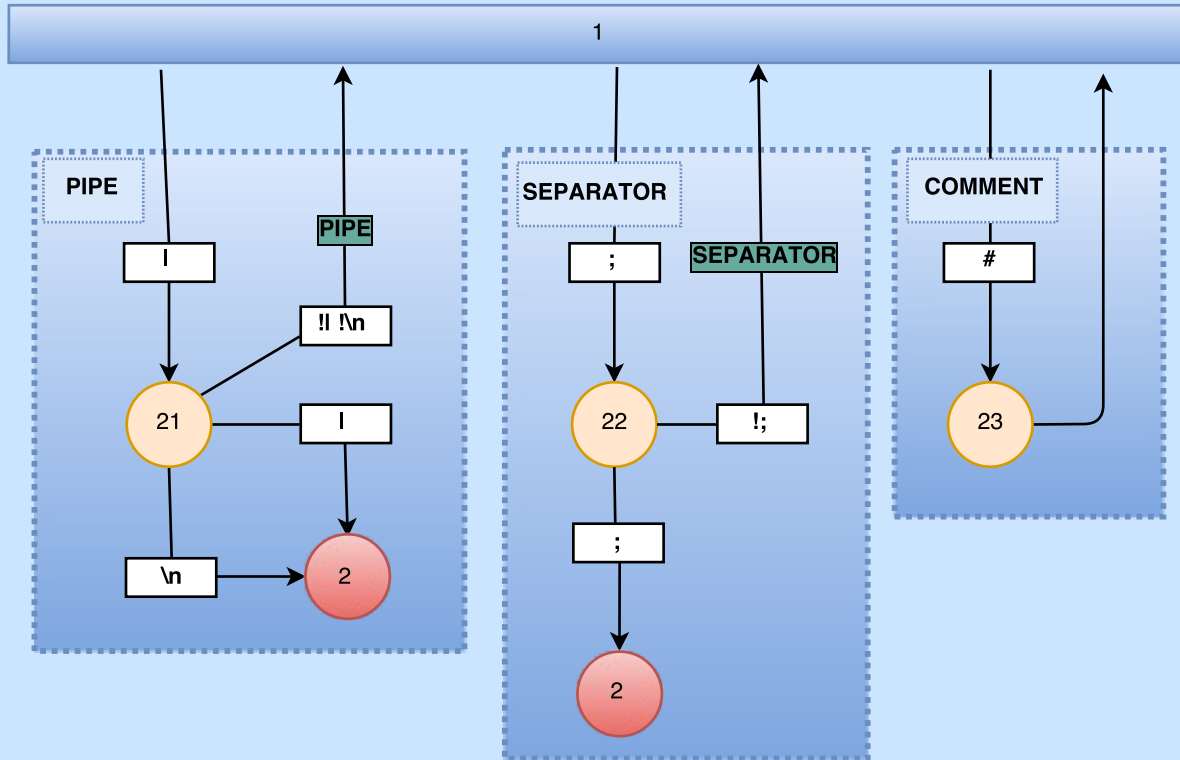 1
PIPE
|
PIPE
!| !\n
21
|
\n
2
SEPARATOR
;
SEPARATOR
22
!;
;
2
COMMENT
#
23